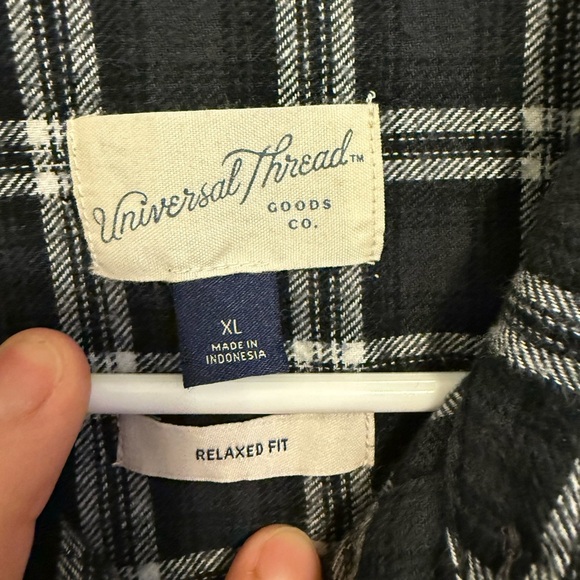 Universal Thread™
GOODS
CO.
XL
MADE IN
INDONESIA
RELAXED FIT